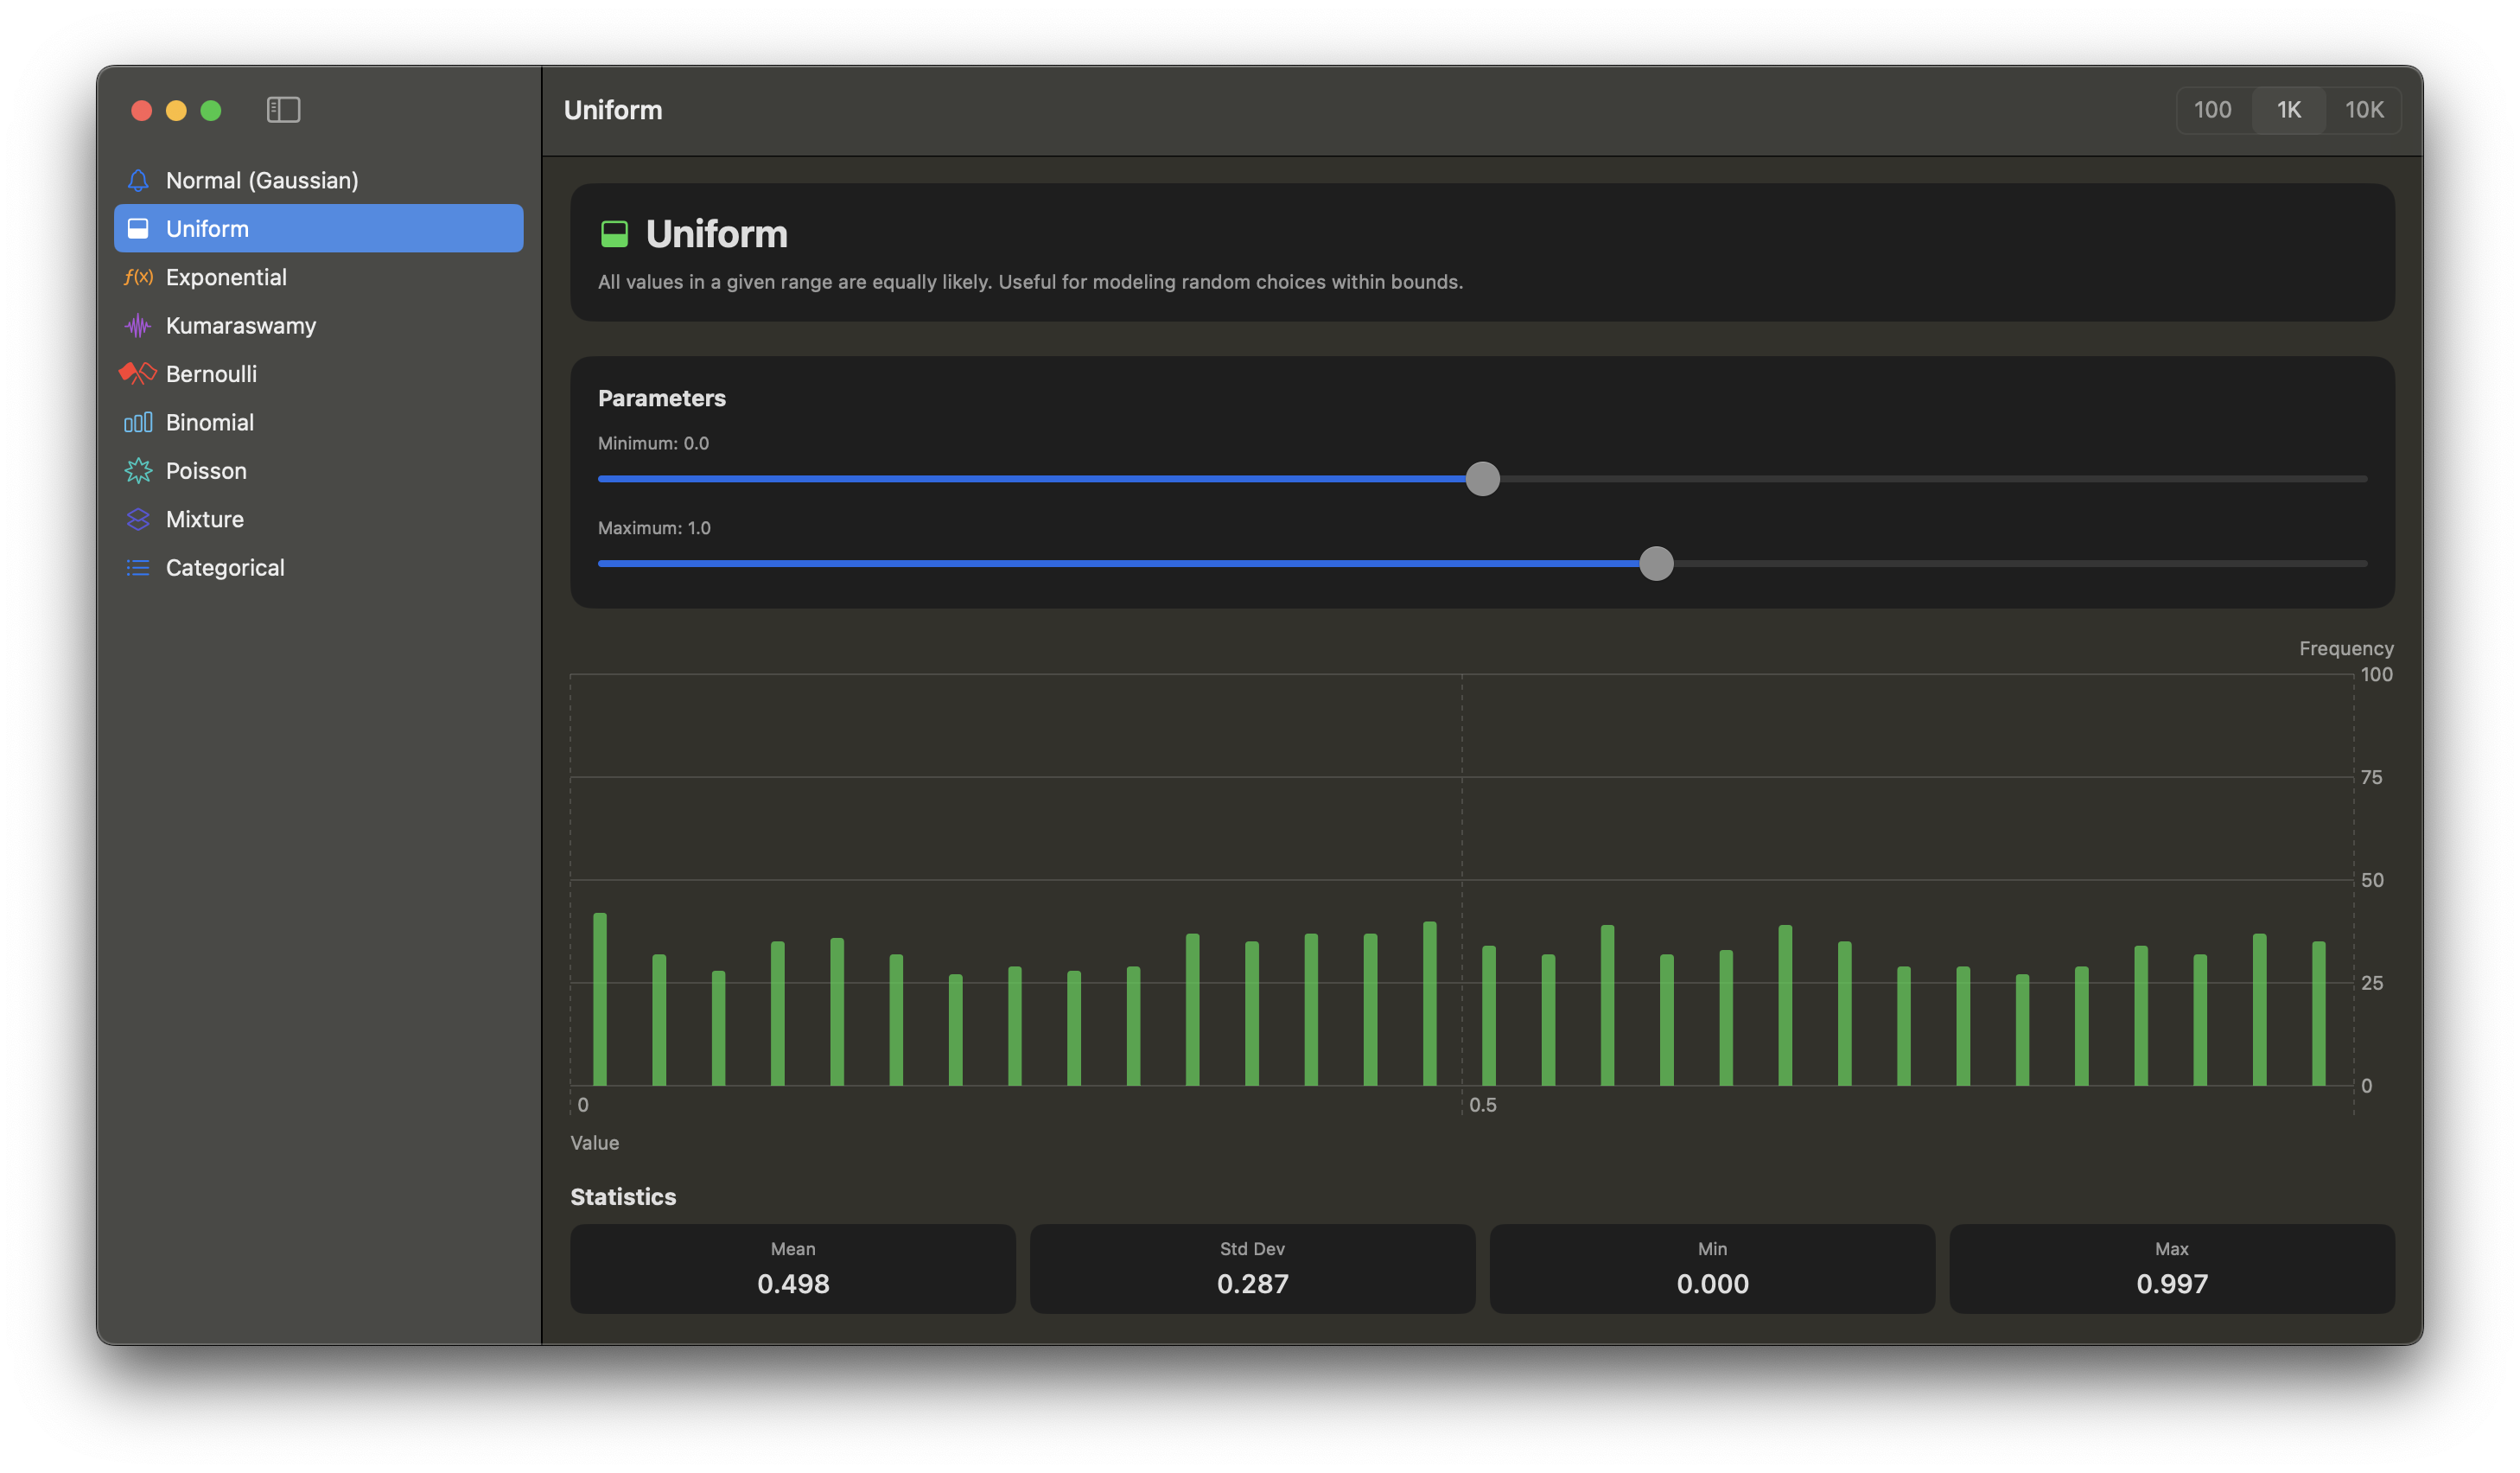 Normal (Gaussian)
Uniform
f(x) Exponential
Kumaraswamy
Bernoulli
Binomial
Poisson
Mixture
Categorical
Uniform
100 1K 10K
Uniform
All values in a given range are equally likely. Useful for modeling random choices within bounds.
Parameters
Minimum: 0.0
Maximum: 1.0
Frequency
100
75
50
25
0
0 0.5
Value
Statistics
Mean
0.498
Std Dev
0.287
Min
0.000
Max
0.997